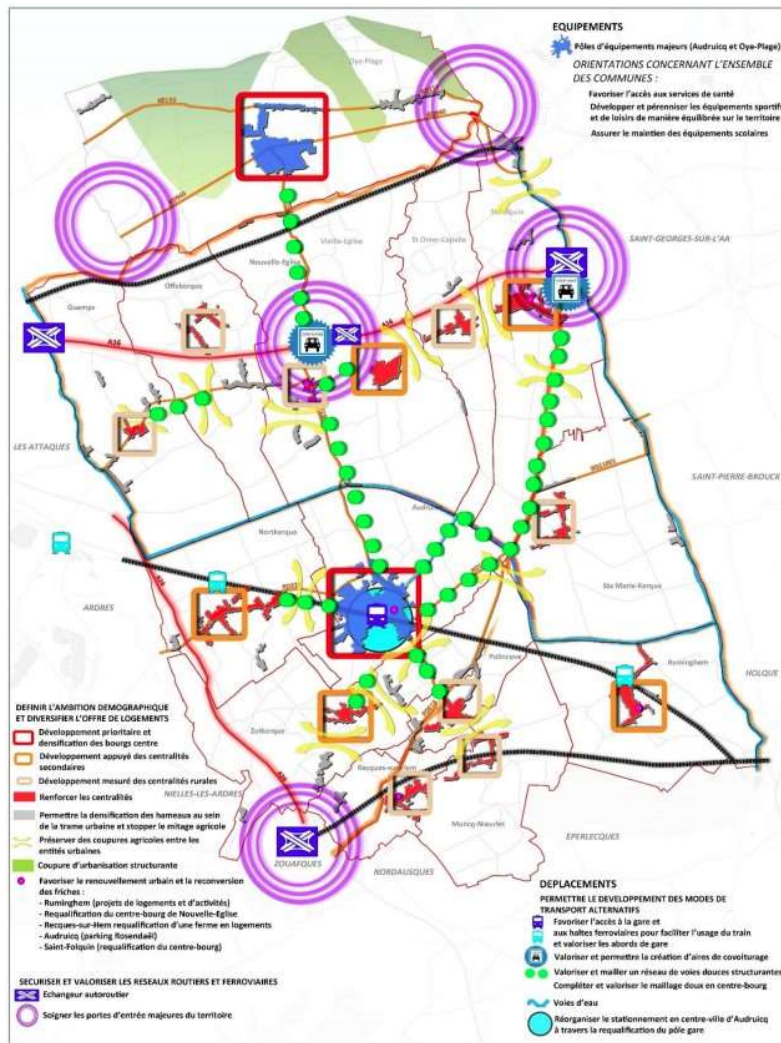 EQUIPEMENTS
Pôles d'équipements majeurs (Audruicq et Oye-Plage)
ORIENTATIONS CONCERNANT L'ENSEMBLE
DES COMMUNES :
Favoriser l'accès aux services de santé
Développer et pérenniser les équipements sportifs
et de loisirs de manière équilibrée sur le territoire
Assurer le maintien des équipements scolaires
Oye-Plage
SAINT-GEORGES-SUR-L'AA
Vieille-Eglise
St Omer-Capelle
Nouvelle-Eglise
Offekerque
Guemps
A16
A16
LES ATTAQUES
SAINT-PIERRE-BROUCK
Audruicq
Nortkerque
Ste Marie-Kerque
ARDRES
Polincove
Ruminghem
HOLQUE
Zutkerque
Recques-sur-Hem
NIELLES-LES-ARDRES
Muncq-Nieurlet
EPERLECQUES
ZOUAFQUES
NORDAUSQUES
DEFINIR L'AMBITION DEMOGRAPHIQUE
ET DIVERSIFIER L'OFFRE DE LOGEMENTS
Développement prioritaire et
densification des bourgs centre
Développement appuyé des centralités
secondaires
Développement mesuré des centralités rurales
Renforcer les centralités
Permettre la densification des hameaux au sein
de la trame urbaine et stopper le mitage agricole
Préserver des coupures agricoles entre les
entités urbaines
Coupure d'urbanisation structurante
Favoriser le renouvellement urbain et la reconversion
des friches :
- Ruminghem (projets de logements et d'activités)
- Requalification du centre-bourg de Nouvelle-Eglise
- Recques-sur-Hem requalification d'une ferme en logements
- Audruicq (parking Rosendaël)
- Saint-Folquin (requalification du centre-bourg)
SECURISER ET VALORISER LES RESEAUX ROUTIERS ET FERROVIAIRES
Echangeur autoroutier
Soigner les portes d'entrée majeures du territoire
DEPLACEMENTS
PERMETTRE LE DEVELOPPEMENT DES MODES DE
TRANSPORT ALTERNATIFS
Favoriser l'accès à la gare et
aux haltes ferroviaires pour faciliter l'usage du train
et valoriser les abords de gare
Valoriser et permettre la création d'aires de covoiturage
Valoriser et mailler un réseau de voies douces structurantes
Compléter et valoriser le maillage doux en centre-bourg
Voies d'eau
Réorganiser le stationnement en centre-ville d'Audruicq
à travers la requalification du pôle gare